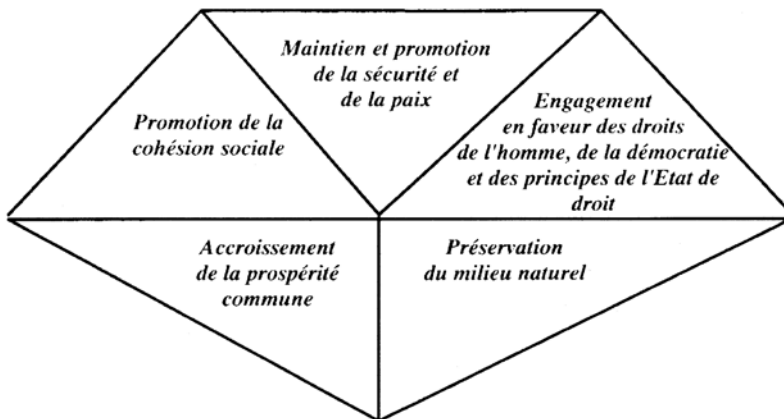 Maintien et promotion
de la sécurité et
de la paix
Promotion de la
cohésion sociale
Engagement
en faveur des droits
de l'homme, de la démocratie
et des principes de l'Etat de
droit
Accroissement
de la prospérité
commune
Préservation
du milieu naturel